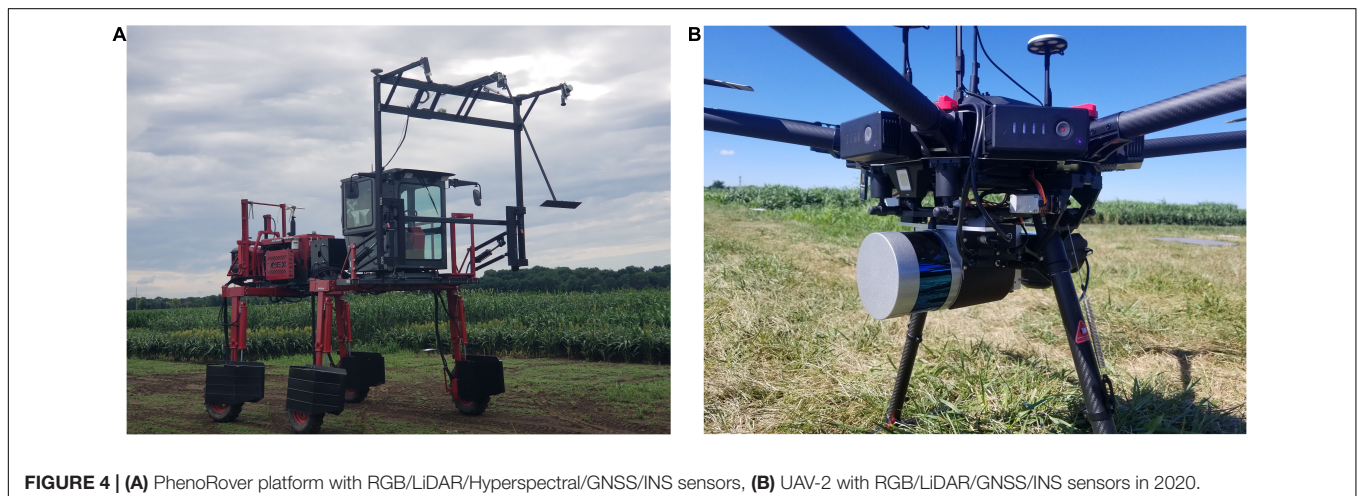 A
B
FIGURE 4 | (A) PhenoRover platform with RGB/LiDAR/Hyperspectral/GNSS/INS sensors, (B) UAV-2 with RGB/LiDAR/GNSS/INS sensors in 2020.